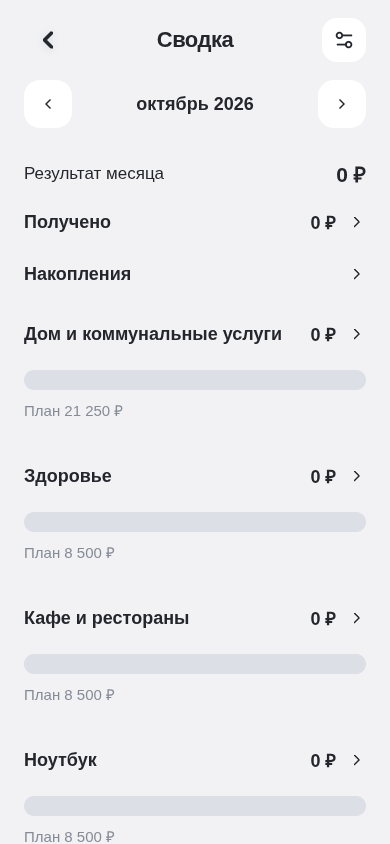 Сводка
октябрь 2026
Результат месяца 0 ₽
Получено 0 ₽
Накопления
Дом и коммунальные услуги 0 ₽
План 21 250 ₽
Здоровье 0 ₽
План 8 500 ₽
Кафе и рестораны 0 ₽
План 8 500 ₽
Ноутбук 0 ₽
План 8 500 ₽